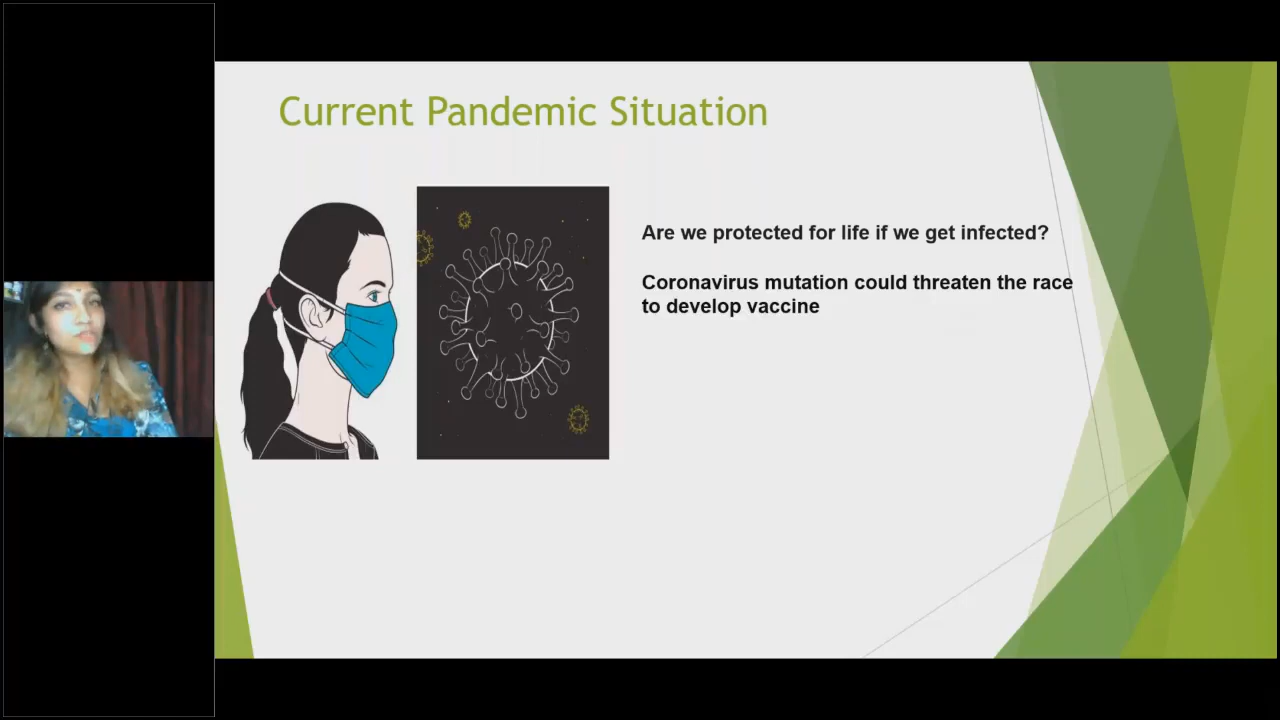 Current Pandemic Situation
Are we protected for life if we get infected?
Coronavirus mutation could threaten the race
to develop vaccine